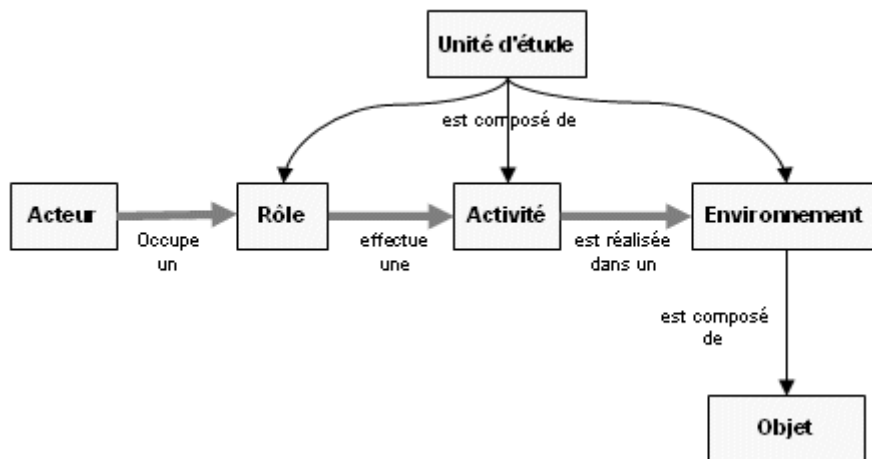 Unité d'étude
est composé de
Acteur
Rôle
Activité
Environnement
Occupe
un
effectue
une
est réalisée
dans un
est composé
de
Objet